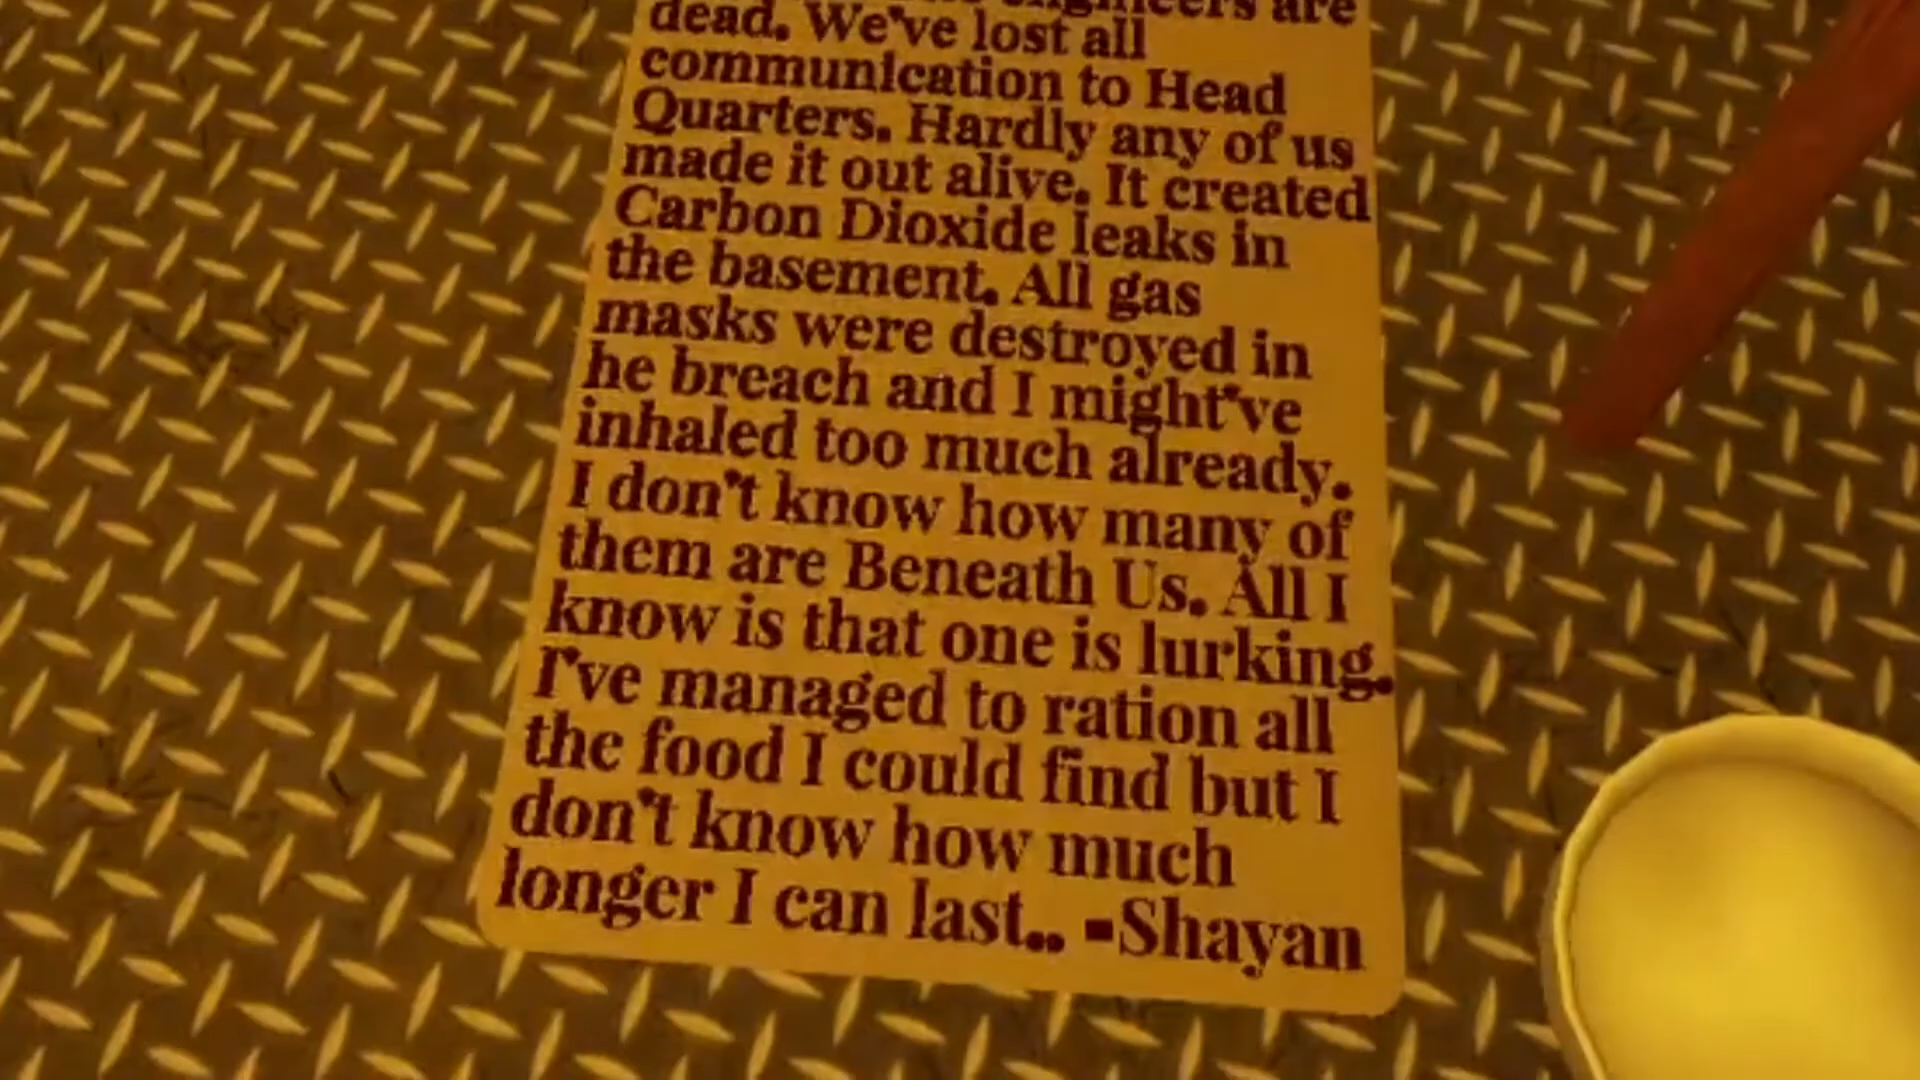 engineers are
dead. We've lost all
communication to Head
Quarters. Hardly any of us
made it out alive. It created
Carbon Dioxide leaks in
the basement. All gas
masks were destroyed in
he breach and I might've
inhaled too much already.
I don't know how many of
them are Beneath Us. All I
know is that one is lurking.
I've managed to ration all
the food I could find but I
don't know how much
longer I can last.. -Shayan